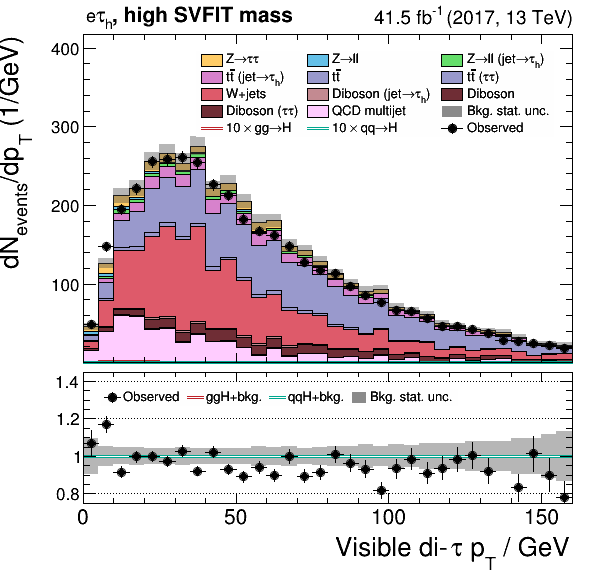 eτh, high SVFIT mass 41.5 fb-1 (2017, 13 TeV)
dNevents/dpT (1/GeV)
400
300
200
100
Z→ττ Z→ll Z→ll (jet→τh)
tt̄ (jet→τh) tt̄ tt̄ (ττ)
W+jets Diboson (jet→τh) Diboson
Diboson (ττ) QCD multijet Bkg. stat. unc.
10 × gg→H 10 × qq→H Observed
1.4
1.2
1
0.8
Observed ggH+bkg. qqH+bkg. Bkg. stat. unc.
0 50 100 150
Visible di-τ pT / GeV